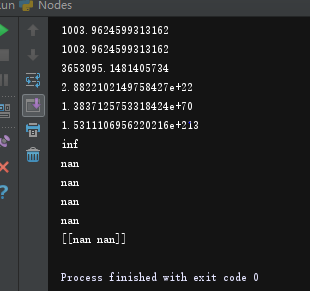 un Nodes
1003.9624599313162
1003.9624599313162
3653095.1481405734
2.8822102149758427e+22
1.3837125753318424e+70
1.5311106956220216e+213
inf
nan
nan
nan
nan
[[nan nan]]
Process finished with exit code 0